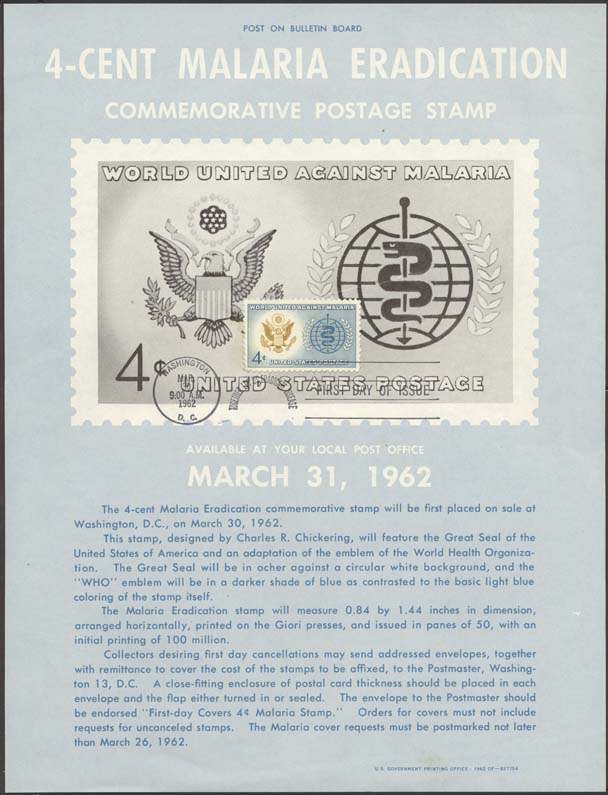 POST ON BULLETIN BOARD
4-CENT MALARIA ERADICATION
COMMEMORATIVE POSTAGE STAMP
WORLD UNITED AGAINST MALARIA
WORLD UNITED AGAINST MALARIA
4¢
UNITED STATES POSTAGE
4¢
UNITED STATES POSTAGE
WASHINGTON
MAR
9:00 A.M.
1962
D. C.
FIRST DAY OF ISSUE
AVAILABLE AT YOUR LOCAL POST OFFICE
MARCH 31, 1962
The 4-cent Malaria Eradication commemorative stamp will be first placed on sale at
Washington, D.C., on March 30, 1962.
This stamp, designed by Charles R. Chickering, will feature the Great Seal of the
United States of America and an adaptation of the emblem of the World Health Organiza-
tion. The Great Seal will be in ocher against a circular white background, and the
"WHO" emblem will be in a darker shade of blue as contrasted to the basic light blue
coloring of the stamp itself.
The Malaria Eradication stamp will measure 0.84 by 1.44 inches in dimension,
arranged horizontally, printed on the Giori presses, and issued in panes of 50, with an
initial printing of 100 million.
Collectors desiring first day cancellations may send addressed envelopes, together
with remittance to cover the cost of the stamps to be affixed, to the Postmaster, Washing-
ton 13, D.C. A close-fitting enclosure of postal card thickness should be placed in each
envelope and the flap either turned in or sealed. The envelope to the Postmaster should
be endorsed "First-day Covers 4¢ Malaria Stamp." Orders for covers must not include
requests for uncanceled stamps. The Malaria cover requests must be postmarked not later
than March 26, 1962.
U.S. GOVERNMENT PRINTING OFFICE : 1962 OF—627754